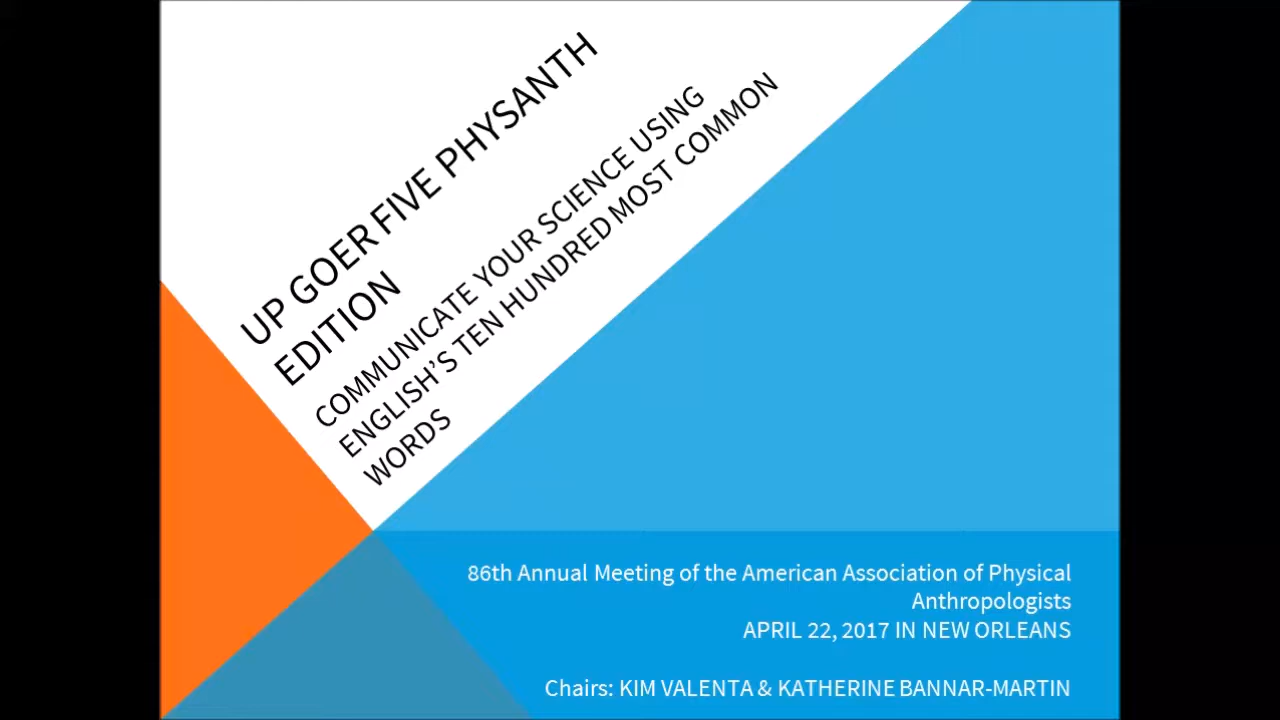 UP GOER FIVE PHYSANTH
EDITION
COMMUNICATE YOUR SCIENCE USING
ENGLISH’S TEN HUNDRED MOST COMMON
WORDS
86th Annual Meeting of the American Association of Physical
Anthropologists
APRIL 22, 2017 IN NEW ORLEANS
Chairs: KIM VALENTA & KATHERINE BANNAR-MARTIN